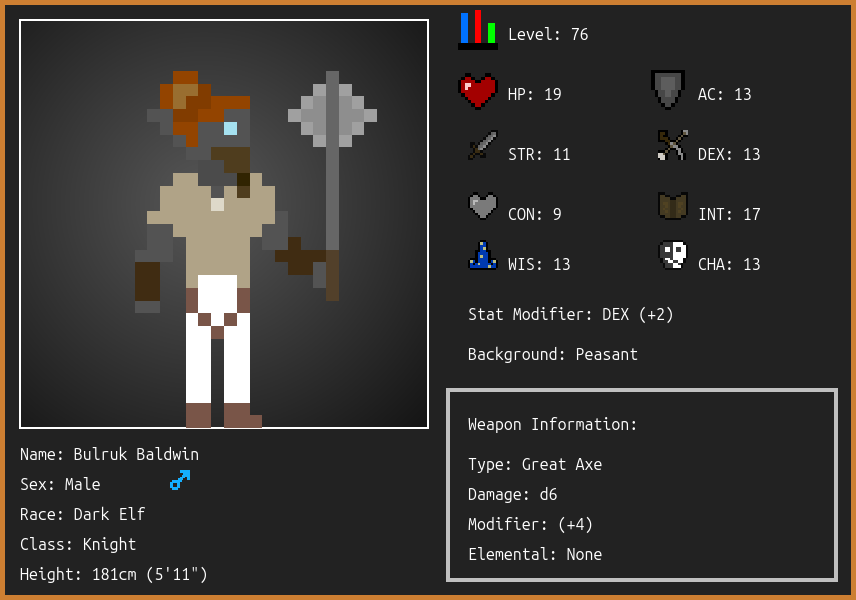 Level: 76
HP: 19
AC: 13
STR: 11
DEX: 13
CON: 9
INT: 17
WIS: 13
CHA: 13
Stat Modifier: DEX (+2)
Background: Peasant
Weapon Information:
Type: Great Axe
Damage: d6
Modifier: (+4)
Elemental: None
Name: Bulruk Baldwin
Sex: Male
Race: Dark Elf
Class: Knight
Height: 181cm (5'11")